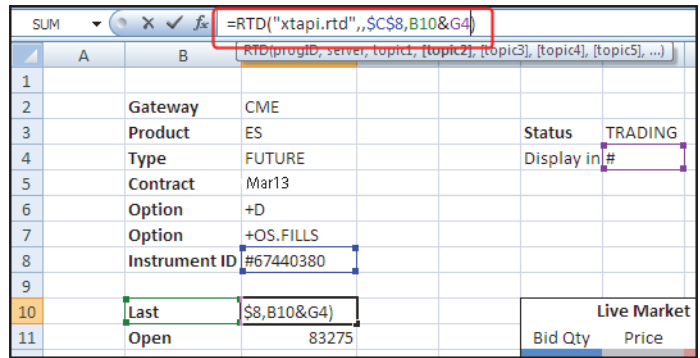 SUM fx =RTD("xtapi.rtd",,$C$8,B10&G4)
RTD(progID, server, topic1, [topic2], [topic3], [topic4], [topic5], ...)
A B
1
2 Gateway CME
3 Product ES Status TRADING
4 Type FUTURE Display in #
5 Contract Mar13
6 Option +D
7 Option +OS.FILLS
8 Instrument ID #67440380
9
10 Last $8,B10&G4) Live Market
11 Open 83275 Bid Qty Price